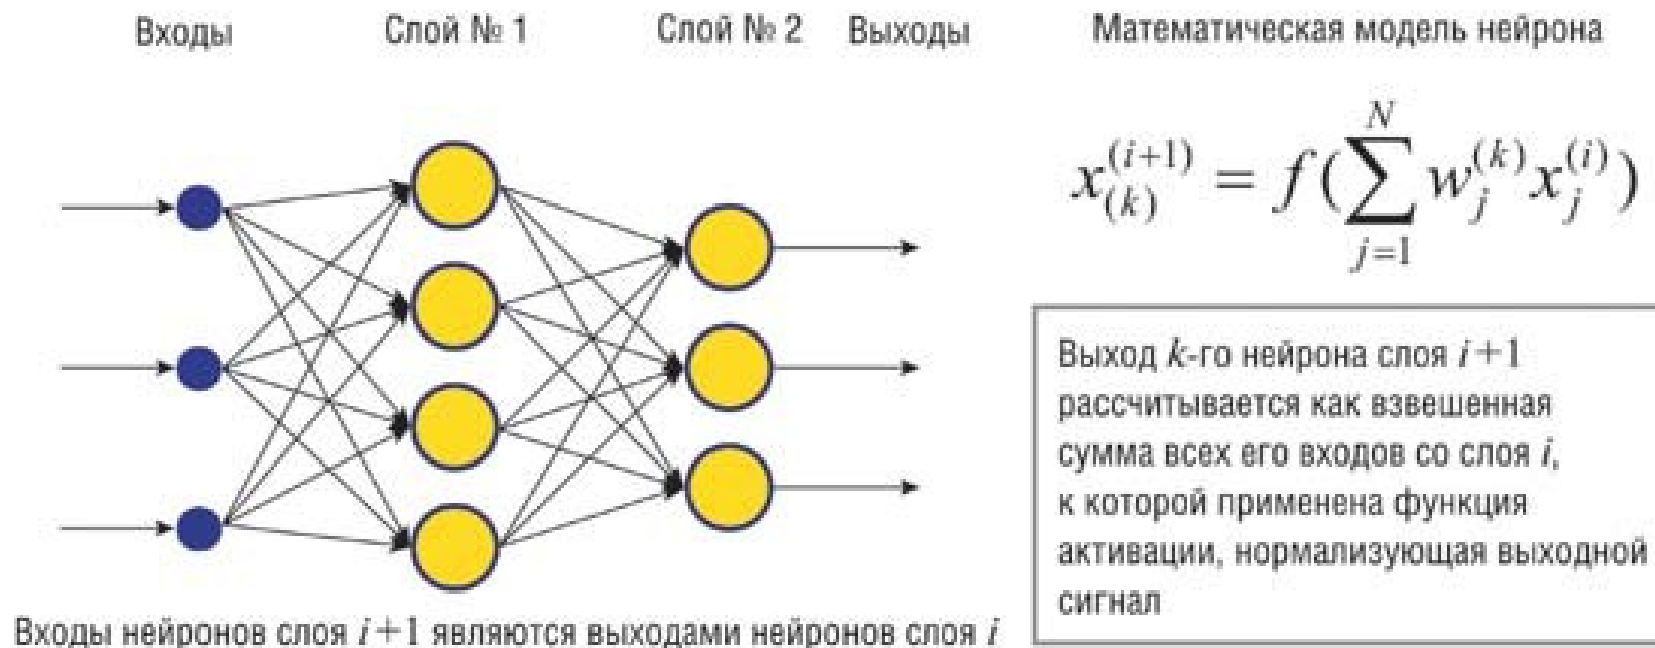 Входы Слой № 1 Слой № 2 Выходы
Математическая модель нейрона
x_{(k)}^{(i+1)} = f(\sum_{j=1}^{N} w_j^{(k)} x_j^{(i)})
Выход k-го нейрона слоя i+1
рассчитывается как взвешенная
сумма всех его входов со слоя i,
к которой применена функция
активации, нормализующая выходной
сигнал
Входы нейронов слоя i+1 являются выходами нейронов слоя i